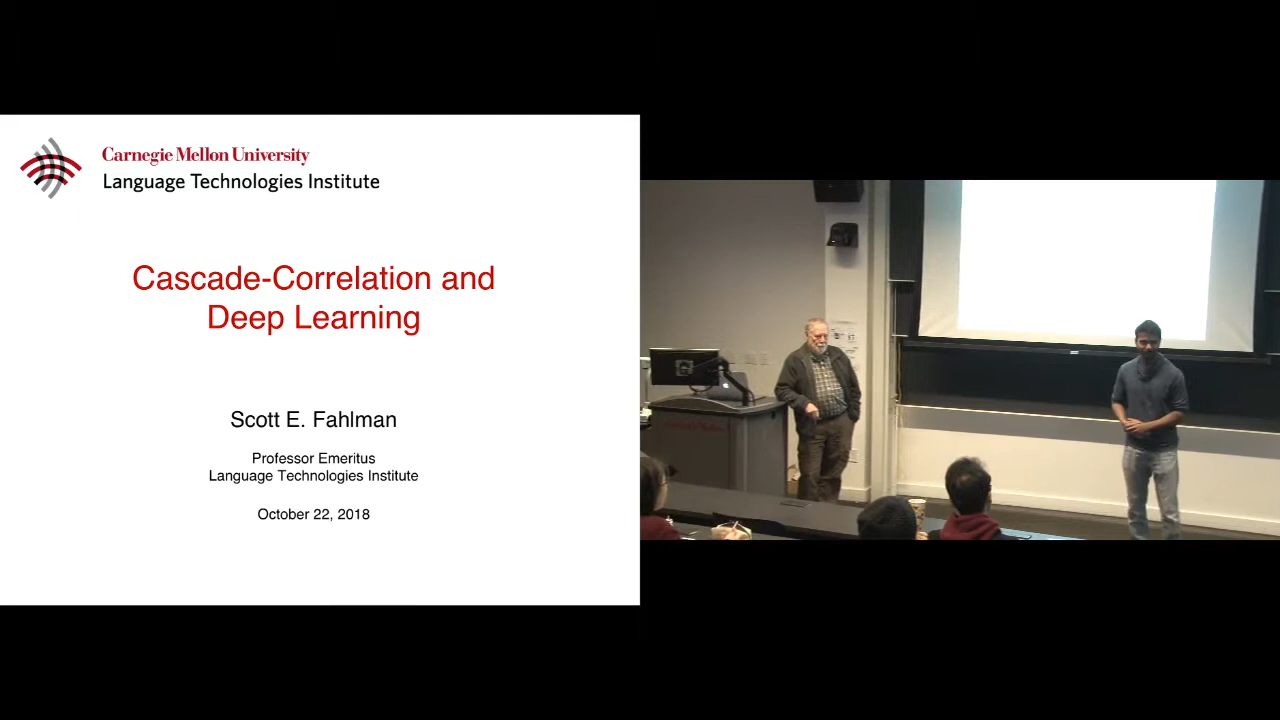 Carnegie Mellon University
Language Technologies Institute
Cascade-Correlation and
Deep Learning
Scott E. Fahlman
Professor Emeritus
Language Technologies Institute
October 22, 2018